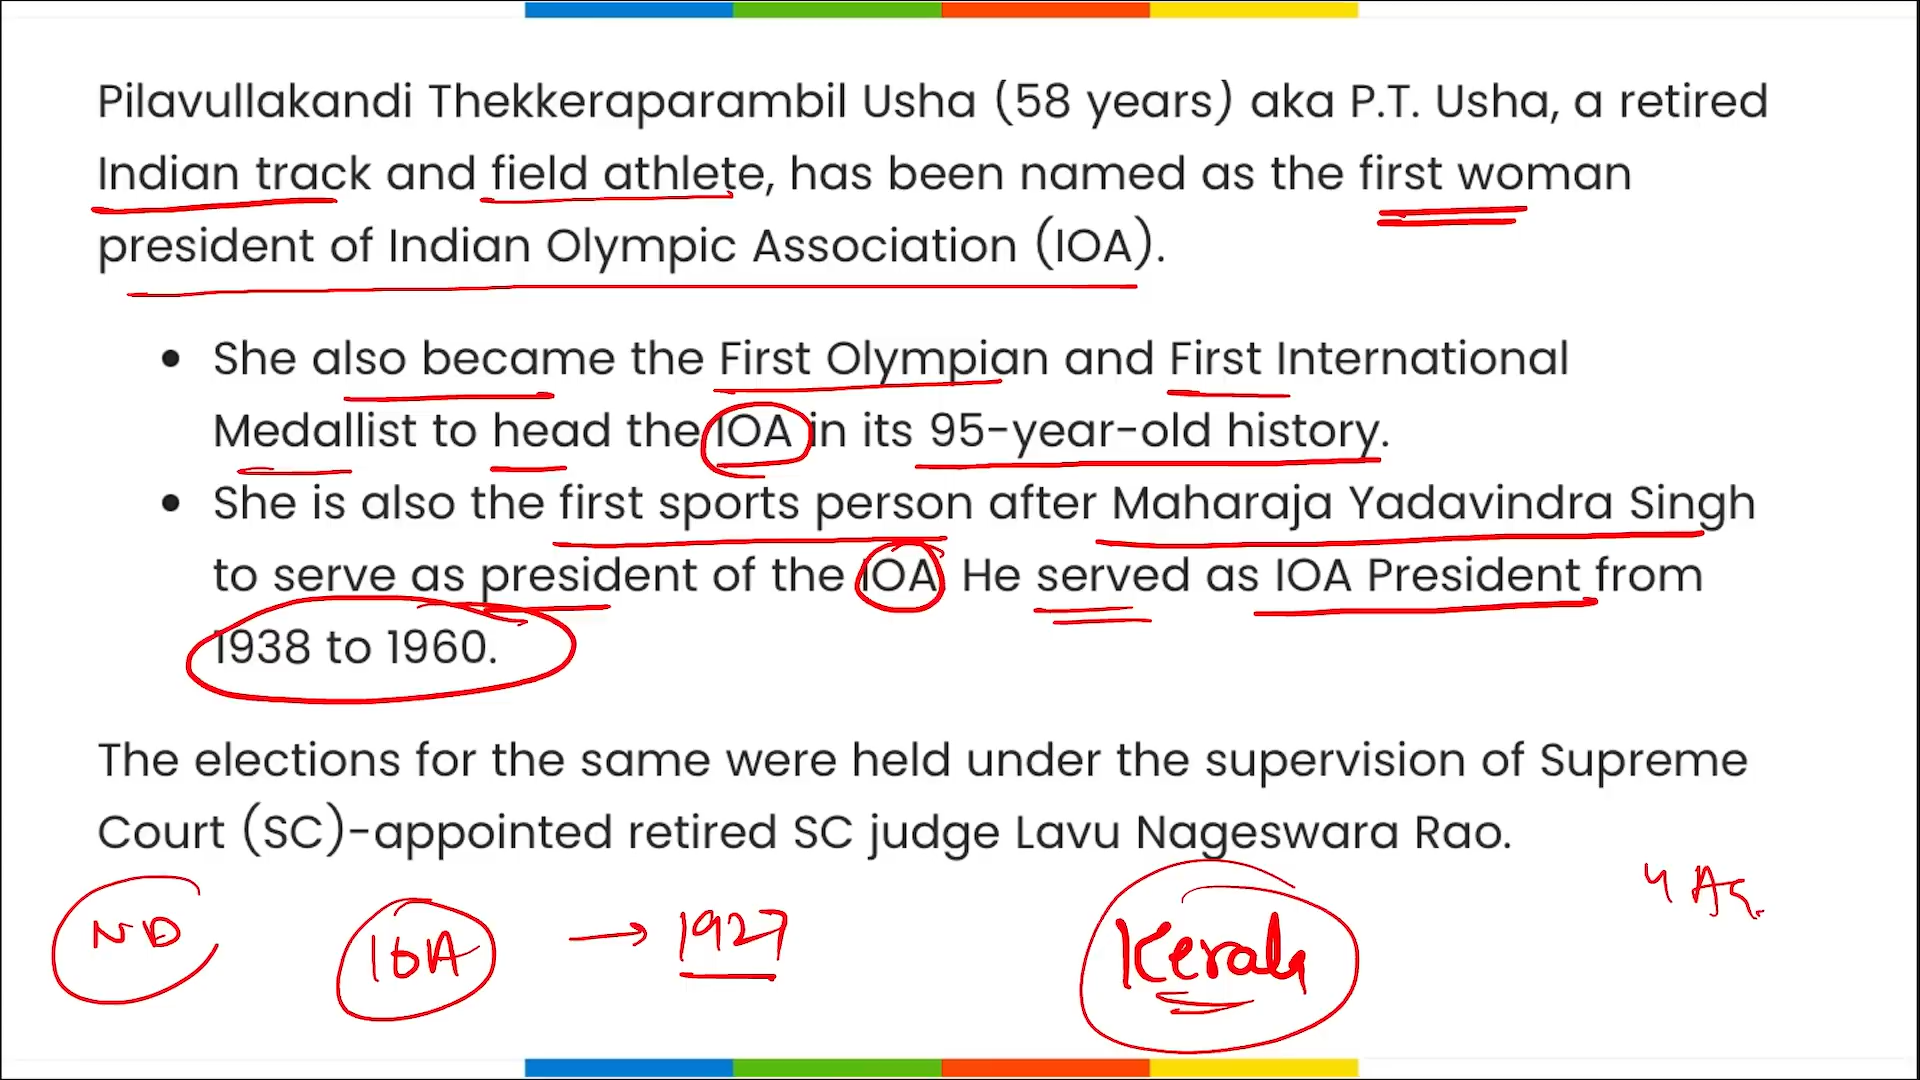 Pilavullakandi Thekkeraparambil Usha (58 years) aka P.T. Usha, a retired
Indian track and field athlete, has been named as the first woman
president of Indian Olympic Association (IOA).
• She also became the First Olympian and First International
Medallist to head the IOA in its 95-year-old history.
• She is also the first sports person after Maharaja Yadavindra Singh
to serve as president of the IOA. He served as IOA President from
1938 to 1960.
The elections for the same were held under the supervision of Supreme
Court (SC)-appointed retired SC judge Lavu Nageswara Rao.
ND IOA → 1927 Kerala